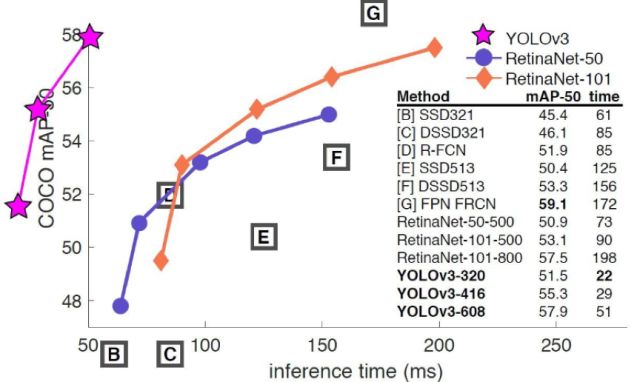 G
58
YOLOv3
RetinaNet-50
RetinaNet-101
56
COCO mAP-50
Method mAP-50 time
[B] SSD321 45.4 61
[C] DSSD321 46.1 85
[D] R-FCN 51.9 85
[E] SSD513 50.4 125
[F] DSSD513 53.3 156
[G] FPN FRCN 59.1 172
RetinaNet-50-500 50.9 73
RetinaNet-101-500 53.1 90
RetinaNet-101-800 57.5 198
YOLOv3-320 51.5 22
YOLOv3-416 55.3 29
YOLOv3-608 57.9 51
54
F
52
D
E
50
48
50 100 150 200 250
B C
inference time (ms)